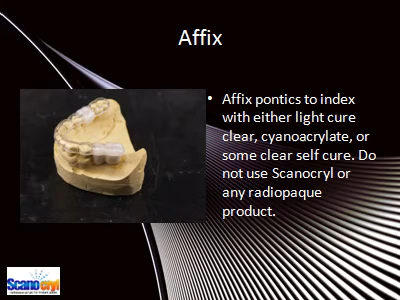 Affix
• Affix pontics to index
with either light cure
clear, cyanoacrylate, or
some clear self cure. Do
not use Scanocryl or
any radiopaque
product.
Scanocryl